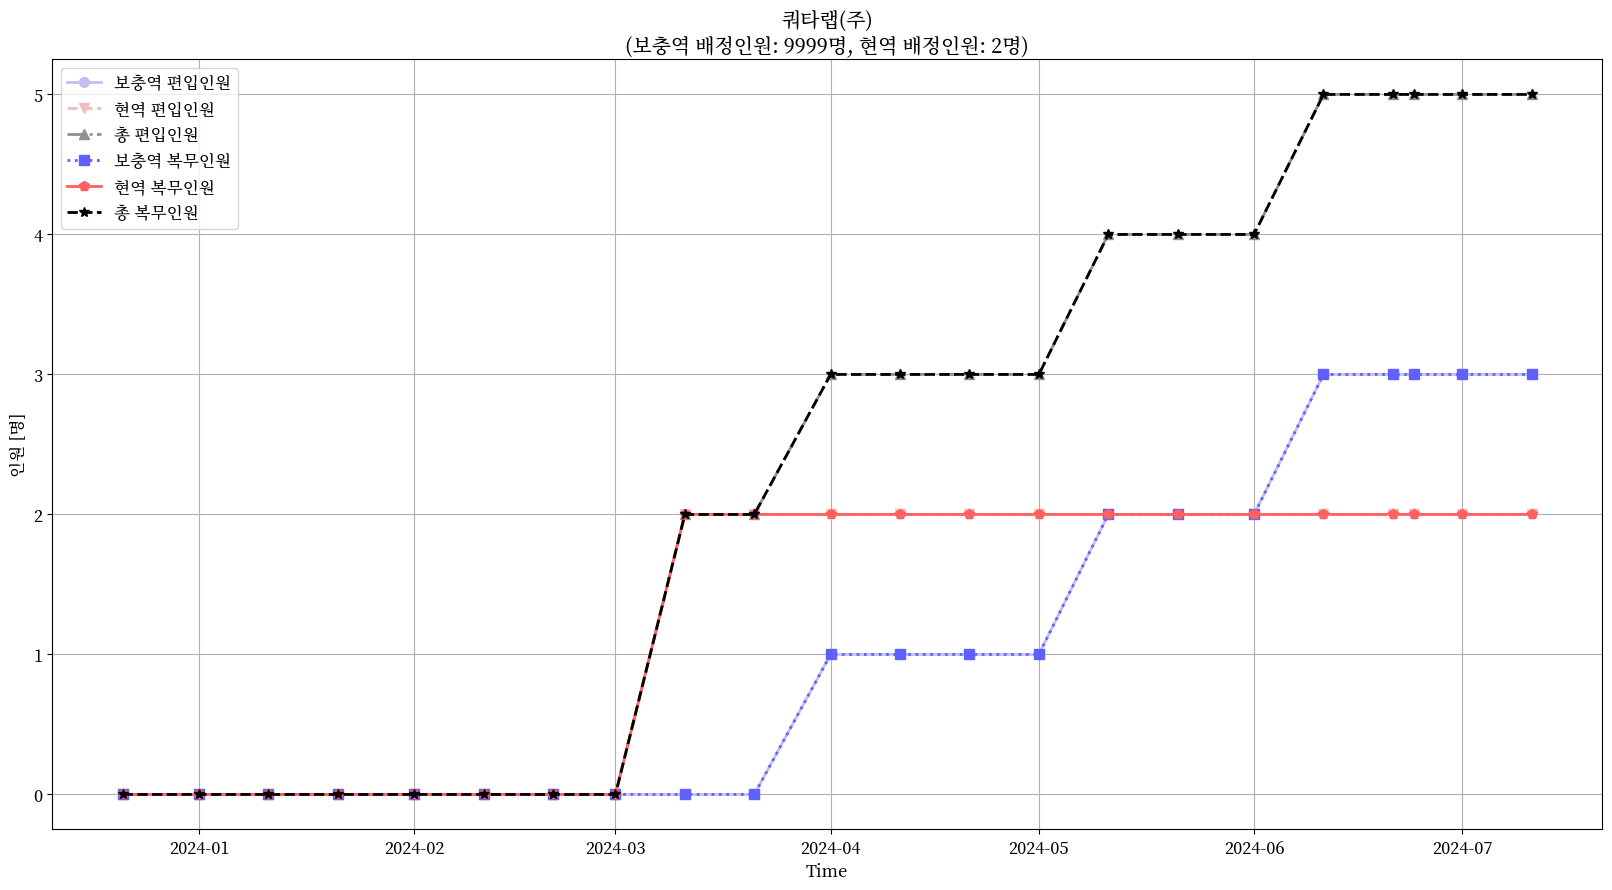 쿼타랩(주)
(보충역 배정인원: 9999명, 현역 배정인원: 2명)
보충역 편입인원
현역 편입인원
총 편입인원
보충역 복무인원
현역 복무인원
총 복무인원
인원 [명]
5
4
3
2
1
0
2024-01
2024-02
2024-03
2024-04
2024-05
2024-06
2024-07
Time